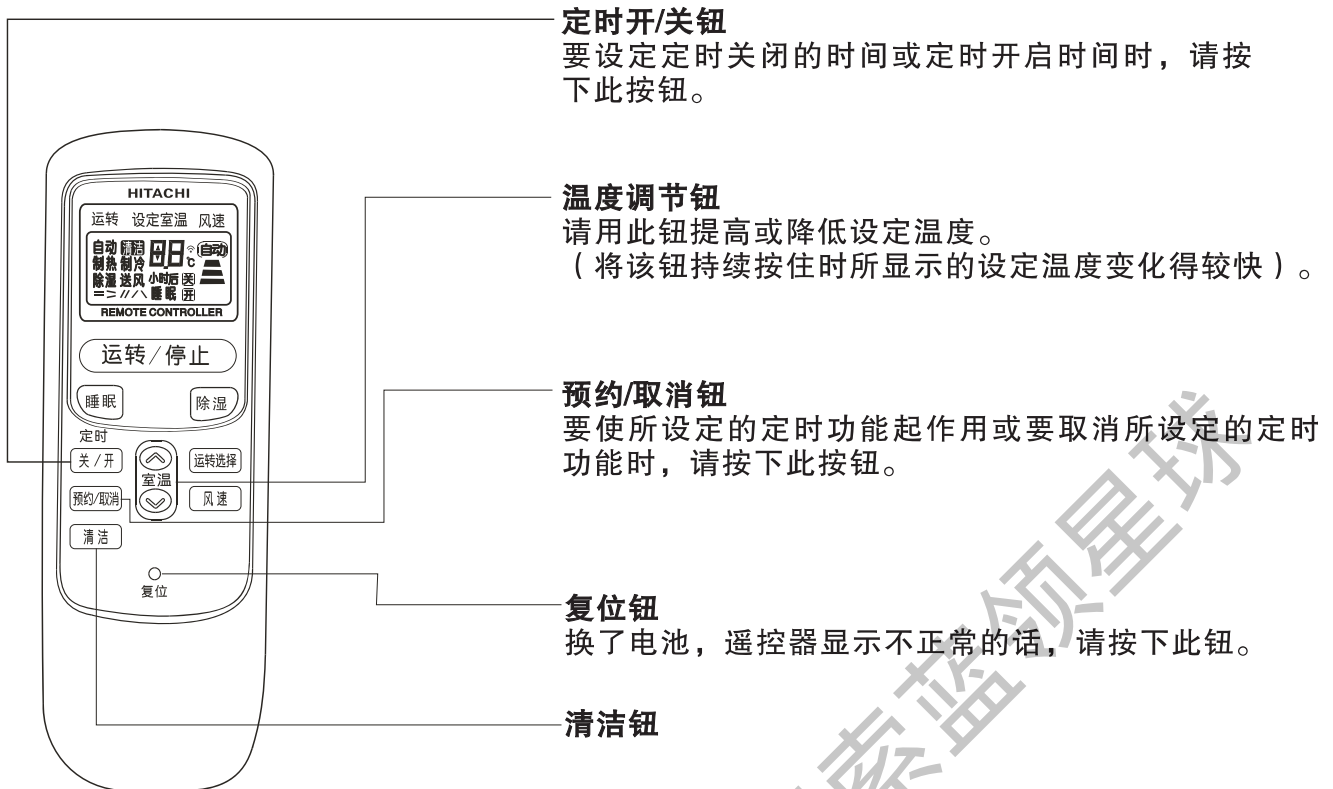 定时开/关钮
要设定定时关闭的时间或定时开启时间时，请按
下此按钮。
HITACHI
运转 设定室温 风速
自动 清洁 自动
制热 制冷 ℃
除湿 送风 小时后 关
睡眠 开
REMOTE CONTROLLER
运转/停止
睡眠 除湿
定时
关/开 运转选择
室温
预约/取消 风速
清洁
复位
温度调节钮
请用此钮提高或降低设定温度。
（将该钮持续按住时所显示的设定温度变化得较快）。
预约/取消钮
要使所设定的定时功能起作用或要取消所设定的定时
功能时，请按下此按钮。
复位钮
换了电池，遥控器显示不正常的话，请按下此钮。
清洁钮
索蓝领星球